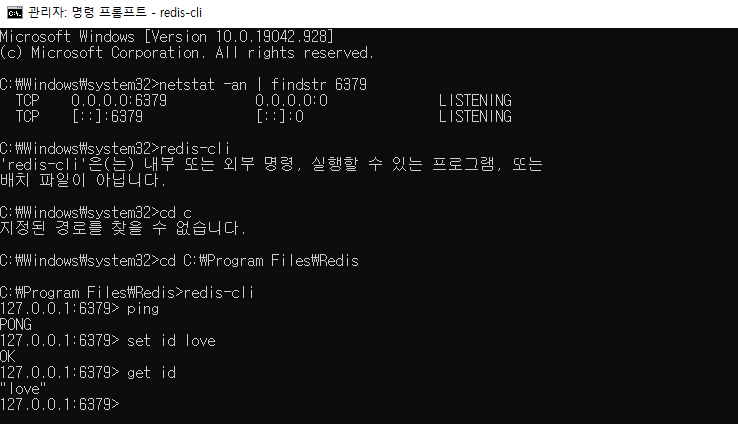 관리자: 명령 프롬프트 - redis-cli
Microsoft Windows [Version 10.0.19042.928]
(c) Microsoft Corporation. All rights reserved.
C:₩Windows₩system32>netstat -an | findstr 6379
TCP 0.0.0.0:6379 0.0.0.0:0 LISTENING
TCP [::]:6379 [::]:0 LISTENING
C:₩Windows₩system32>redis-cli
'redis-cli'은(는) 내부 또는 외부 명령, 실행할 수 있는 프로그램, 또는
배치 파일이 아닙니다.
C:₩Windows₩system32>cd c
지정된 경로를 찾을 수 없습니다.
C:₩Windows₩system32>cd C:₩Program Files₩Redis
C:₩Program Files₩Redis>redis-cli
127.0.0.1:6379> ping
PONG
127.0.0.1:6379> set id love
OK
127.0.0.1:6379> get id
"love"
127.0.0.1:6379>